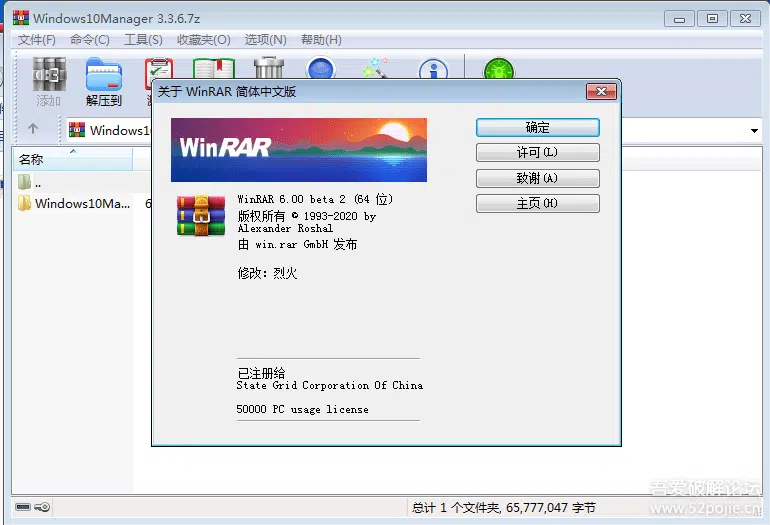 Windows10Manager 3.3.6.7z
文件(F) 命令(C) 工具(S) 收藏夹(O) 选项(N) 帮助(H)
添加 解压到
Windows1
名称
..
Windows10Ma... 6
关于 WinRAR 简体中文版
WinRAR
确定
许可(L)
致谢(A)
主页(H)
WinRAR 6.00 beta 2 (64 位)
版权所有 © 1993-2020 by
Alexander Roshal
由 win.rar GmbH 发布
修改：烈火
已注册给
State Grid Corporation Of China
50000 PC usage license
总计 1 个文件夹, 65,777,047 字节
吾爱破解论坛
www.52pojie.cn